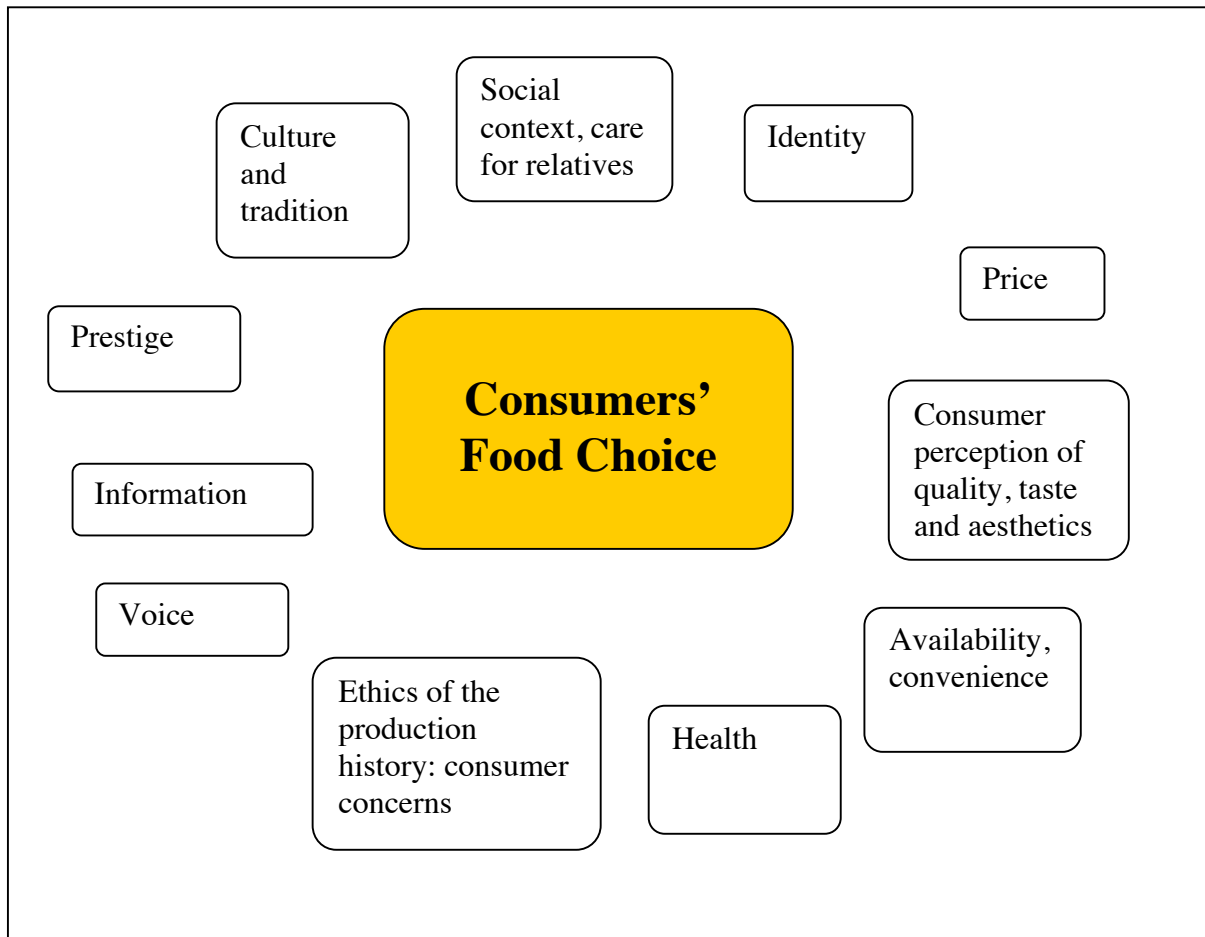 Social
context, care
for relatives
Culture
and
tradition
Identity
Price
Prestige
Consumers’
Food Choice
Consumer
perception of
quality, taste
and aesthetics
Information
Voice
Availability,
convenience
Ethics of the
production
history: consumer
concerns
Health